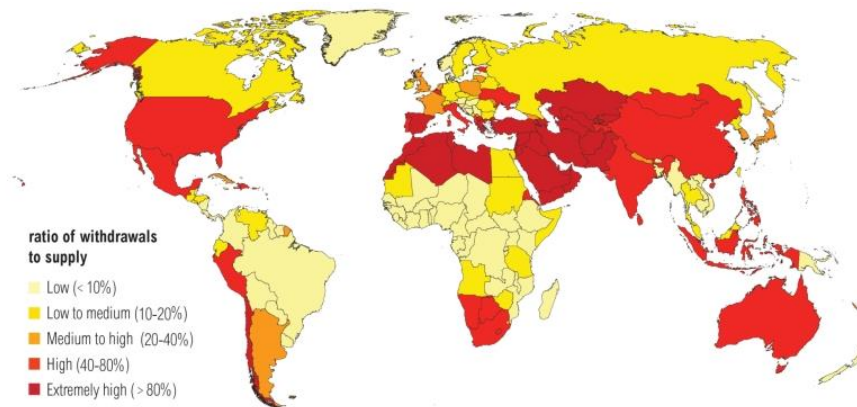 ratio of withdrawals
to supply
Low (< 10%)
Low to medium (10-20%)
Medium to high (20-40%)
High (40-80%)
Extremely high (> 80%)